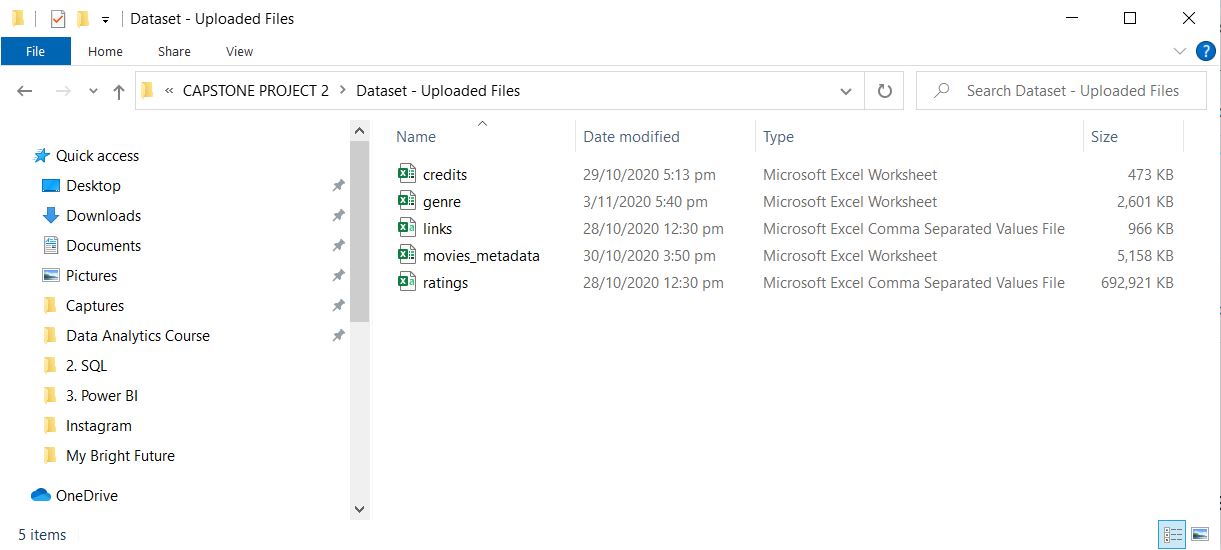 Dataset - Uploaded Files
File Home Share View
« CAPSTONE PROJECT 2 > Dataset - Uploaded Files
Search Dataset - Uploaded Files
Quick access
Desktop
Downloads
Documents
Pictures
Captures
Data Analytics Course
2. SQL
3. Power BI
Instagram
My Bright Future
OneDrive
Name Date modified Type Size
credits 29/10/2020 5:13 pm Microsoft Excel Worksheet 473 KB
genre 3/11/2020 5:40 pm Microsoft Excel Worksheet 2,601 KB
links 28/10/2020 12:30 pm Microsoft Excel Comma Separated Values File 966 KB
movies_metadata 30/10/2020 3:50 pm Microsoft Excel Worksheet 5,158 KB
ratings 28/10/2020 12:30 pm Microsoft Excel Comma Separated Values File 692,921 KB
5 items